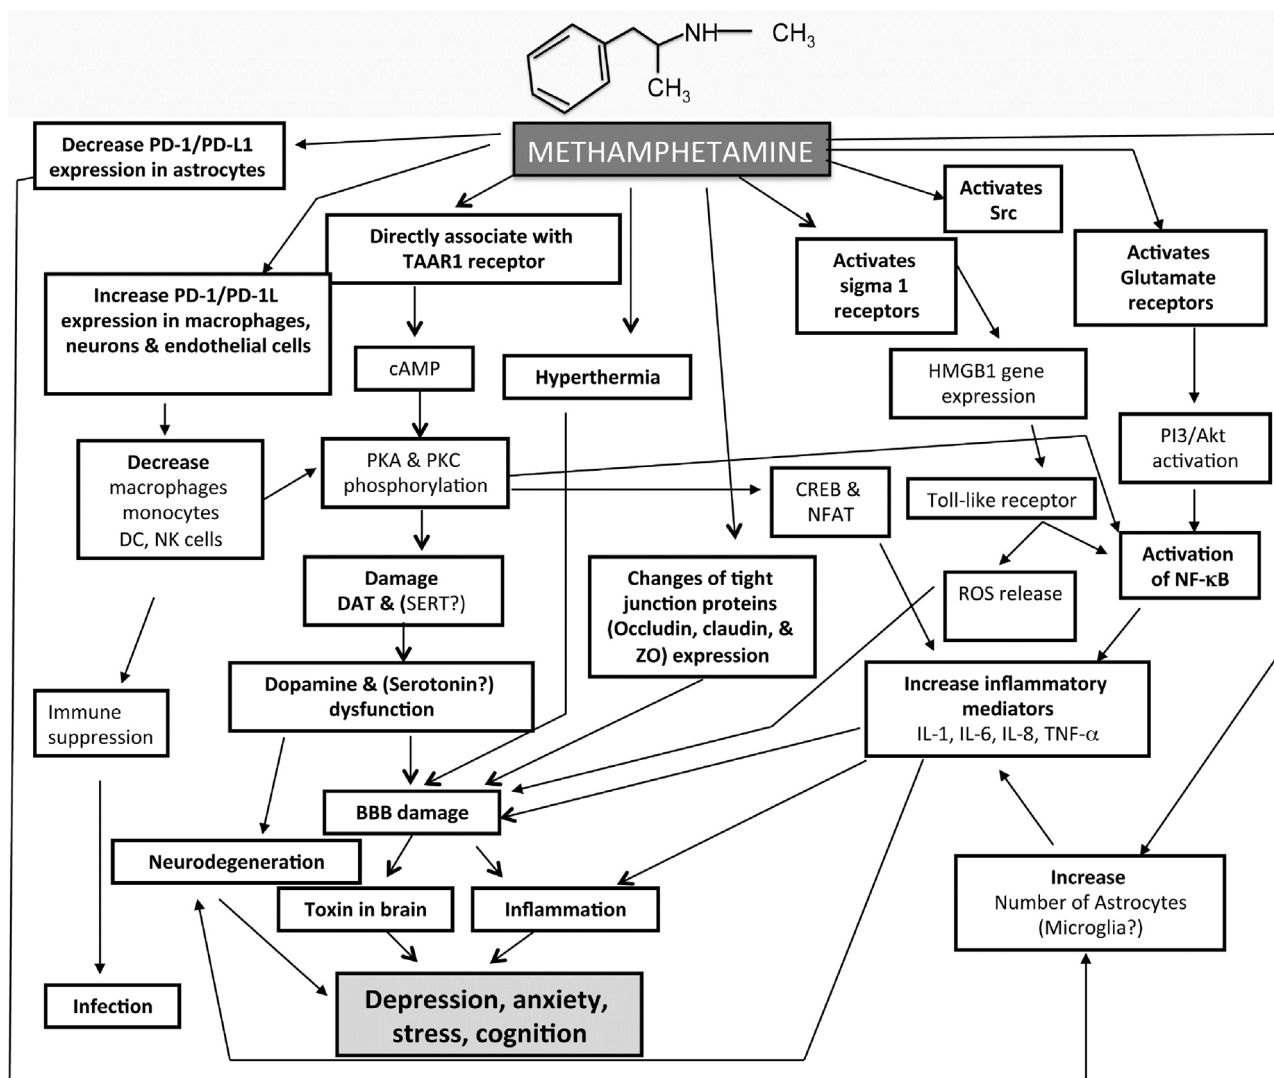 NH
CH3
CH3
METHAMPHETAMINE
Decrease PD-1/PD-L1
expression in astrocytes
Activates
Src
Directly associate with
TAAR1 receptor
Activates
sigma 1
receptors
Activates
Glutamate
receptors
Increase PD-1/PD-1L
expression in macrophages,
neurons & endothelial cells
cAMP
Hyperthermia
HMGB1 gene
expression
PI3/Akt
activation
Decrease
macrophages
monocytes
DC, NK cells
PKA & PKC
phosphorylation
CREB &
NFAT
Toll-like receptor
Activation
of NF-κB
Damage
DAT & (SERT?)
Changes of tight
junction proteins
(Occludin, claudin, &
ZO) expression
ROS release
Dopamine & (Serotonin?)
dysfunction
Increase inflammatory
mediators
IL-1, IL-6, IL-8, TNF-α
Immune
suppression
BBB damage
Neurodegeneration
Toxin in brain
Inflammation
Increase
Number of Astrocytes
(Microglia?)
Infection
Depression, anxiety,
stress, cognition